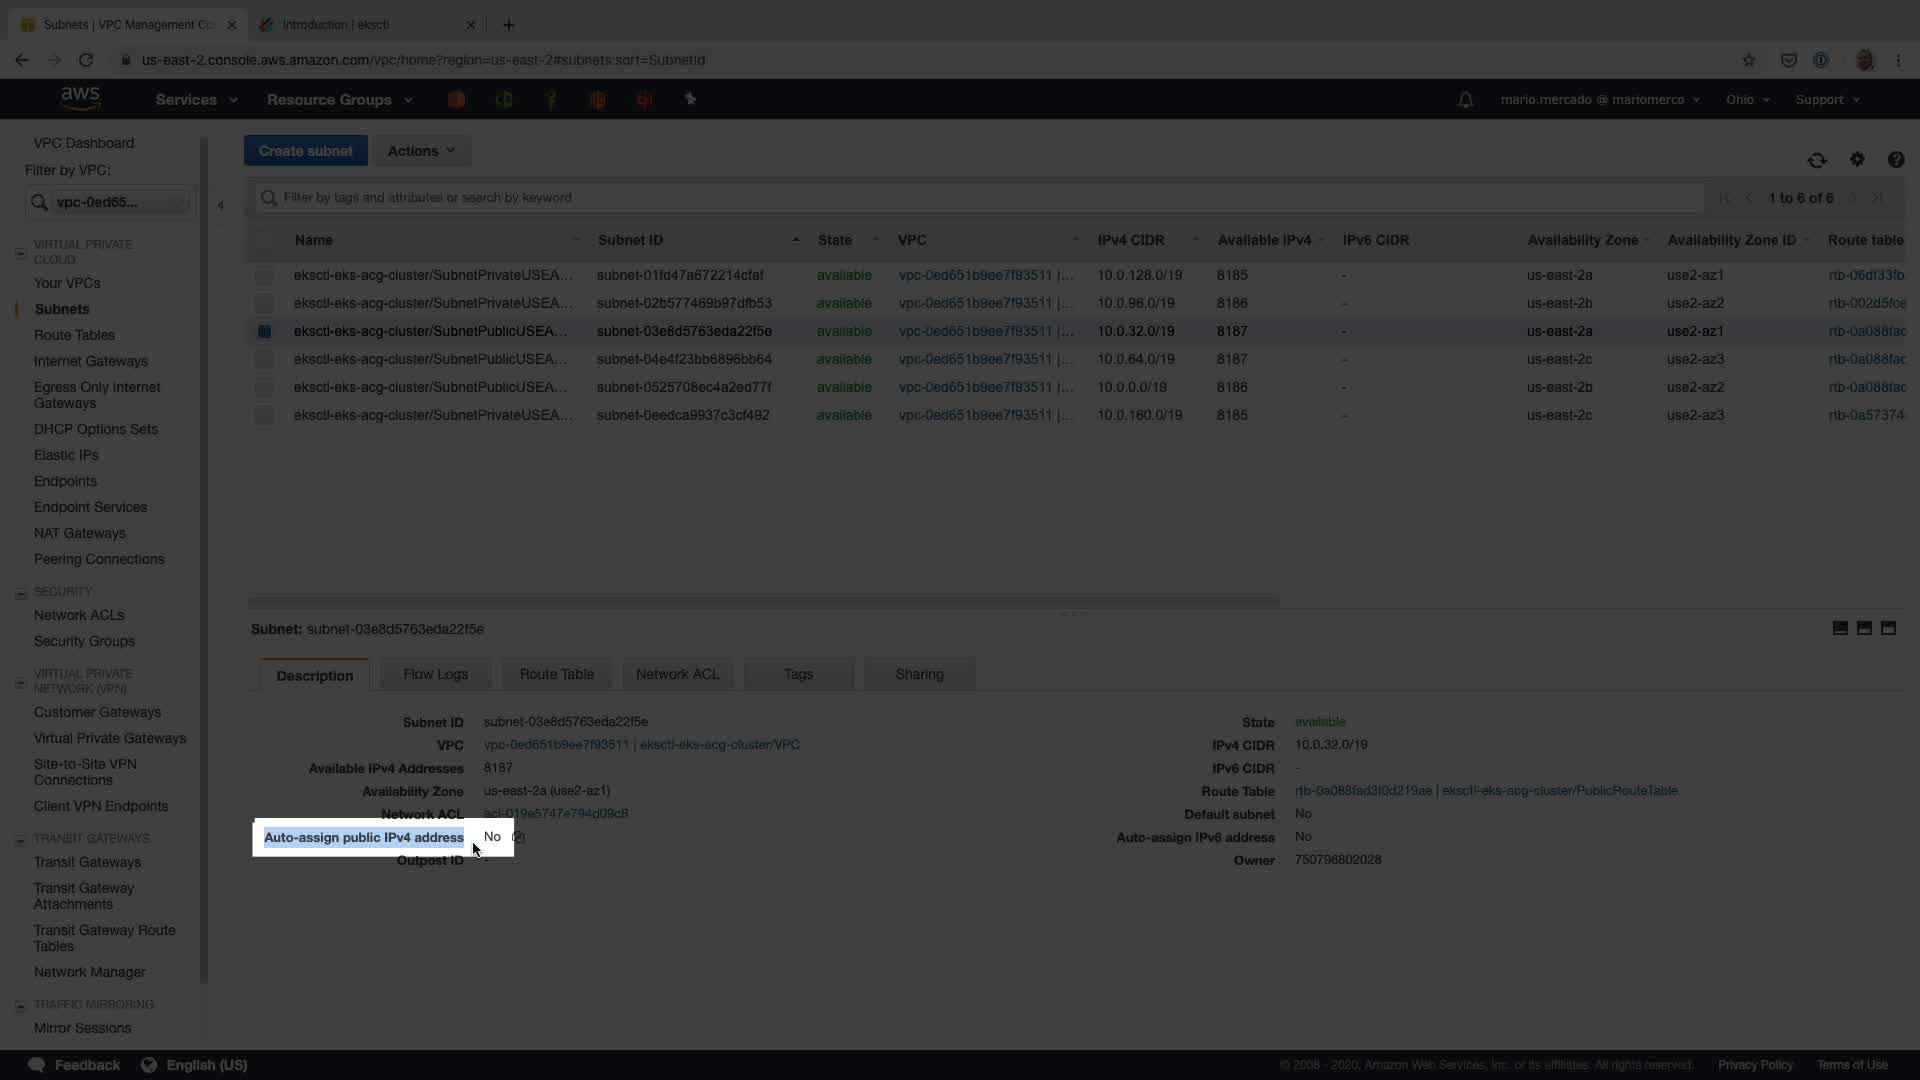 Subnets | VPC Management Co
Introduction | eksctl
us-east-2.console.aws.amazon.com/vpc/home?region=us-east-2#subnets:sort=SubnetId
aws
Services
Resource Groups
mario.mercado @ mariomerco
Ohio
Support
VPC Dashboard
Filter by VPC:
vpc-0ed65...
VIRTUAL PRIVATE
CLOUD
Your VPCs
Subnets
Route Tables
Internet Gateways
Egress Only Internet
Gateways
DHCP Options Sets
Elastic IPs
Endpoints
Endpoint Services
NAT Gateways
Peering Connections
SECURITY
Network ACLs
Security Groups
VIRTUAL PRIVATE
NETWORK (VPN)
Customer Gateways
Virtual Private Gateways
Site-to-Site VPN
Connections
Client VPN Endpoints
TRANSIT GATEWAYS
Transit Gateways
Transit Gateway
Attachments
Transit Gateway Route
Tables
Network Manager
TRAFFIC MIRRORING
Mirror Sessions
Create subnet
Actions
Filter by tags and attributes or search by keyword
1 to 6 of 6
Name Subnet ID State VPC IPv4 CIDR Available IPv4 IPv6 CIDR Availability Zone Availability Zone ID Route table
eksctl-eks-acg-cluster/SubnetPrivateUSEA... subnet-01fd47a672214cfaf available vpc-0ed651b9ee7f93511 |... 10.0.128.0/19 8185 - us-east-2a use2-az1 rtb-06df33fb
eksctl-eks-acg-cluster/SubnetPrivateUSEA... subnet-02b577469b97dfb53 available vpc-0ed651b9ee7f93511 |... 10.0.96.0/19 8186 - us-east-2b use2-az2 rtb-002d5fce
eksctl-eks-acg-cluster/SubnetPublicUSEA... subnet-03e8d5763eda22f5e available vpc-0ed651b9ee7f93511 |... 10.0.32.0/19 8187 - us-east-2a use2-az1 rtb-0a088fad
eksctl-eks-acg-cluster/SubnetPublicUSEA... subnet-04e4f23bb6896bb64 available vpc-0ed651b9ee7f93511 |... 10.0.64.0/19 8187 - us-east-2c use2-az3 rtb-0a088fad
eksctl-eks-acg-cluster/SubnetPublicUSEA... subnet-0525708ec4a2ed77f available vpc-0ed651b9ee7f93511 |... 10.0.0.0/19 8186 - us-east-2b use2-az2 rtb-0a088fad
eksctl-eks-acg-cluster/SubnetPrivateUSEA... subnet-0eedca9937c3cf492 available vpc-0ed651b9ee7f93511 |... 10.0.160.0/19 8185 - us-east-2c use2-az3 rtb-0a57374
Subnet: subnet-03e8d5763eda22f5e
Description Flow Logs Route Table Network ACL Tags Sharing
Subnet ID subnet-03e8d5763eda22f5e State available
VPC vpc-0ed651b9ee7f93511 | eksctl-eks-acg-cluster/VPC IPv4 CIDR 10.0.32.0/19
Available IPv4 Addresses 8187 IPv6 CIDR -
Availability Zone us-east-2a (use2-az1) Route Table rtb-0a088fad3f0d219ae | eksctl-eks-acg-cluster/PublicRouteTable
Network ACL acl-019e5747e794d09c8 Default subnet No
Auto-assign public IPv4 address No Auto-assign IPv6 address No
Outpost ID - Owner 750796802028
Feedback
English (US)
© 2008 - 2020, Amazon Web Services, Inc. or its affiliates. All rights reserved.
Privacy Policy
Terms of Use